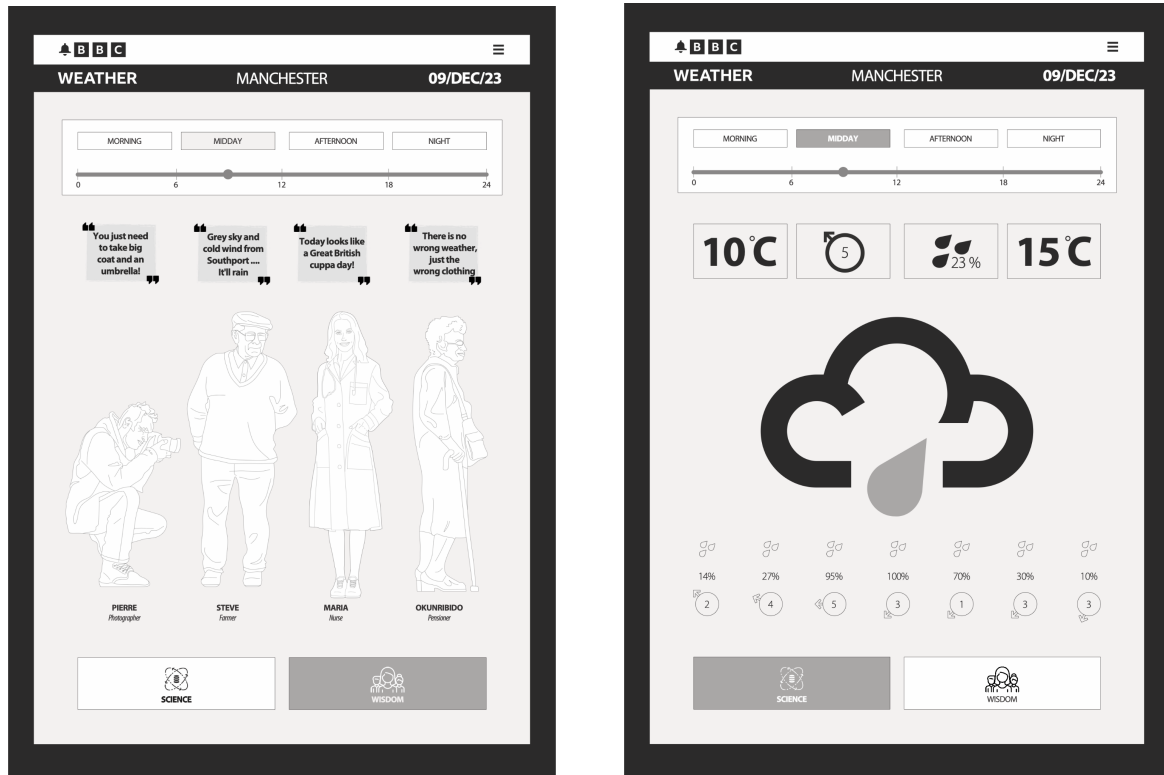 BBC
WEATHER MANCHESTER 09/DEC/23
MORNING MIDDAY AFTERNOON NIGHT
0 6 12 18 24
❝You just need
to take big
coat and an
umbrella!❞
❝Grey sky and
cold wind from
Southport ....
It'll rain❞
❝Today looks like
a Great British
cuppa day!❞
❝There is no
wrong weather,
just the
wrong clothing❞
PIERRE
Photographer
STEVE
Farmer
MARIA
Nurse
OKUNRIBIDO
Pensioner
SCIENCE WISDOM
BBC
WEATHER MANCHESTER 09/DEC/23
MORNING MIDDAY AFTERNOON NIGHT
0 6 12 18 24
10°C 5 23 % 15°C
14% 27% 95% 100% 70% 30% 10%
2 4 5 3 1 3 3
SCIENCE WISDOM